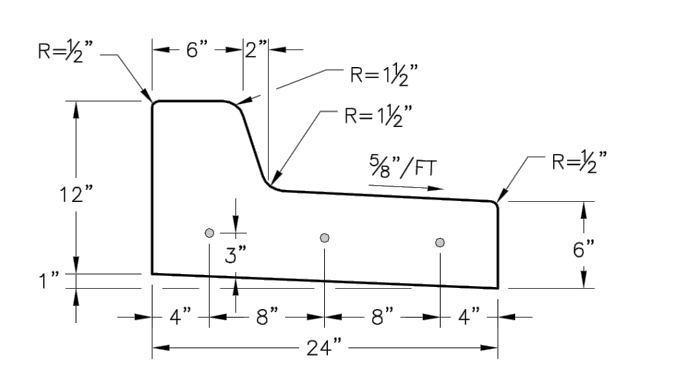 6” 2”
R=½”
R=1½”
R=1½”
⅝”/FT
R=½”
12”
3”
6”
1”
4” 8” 8” 4”
24”